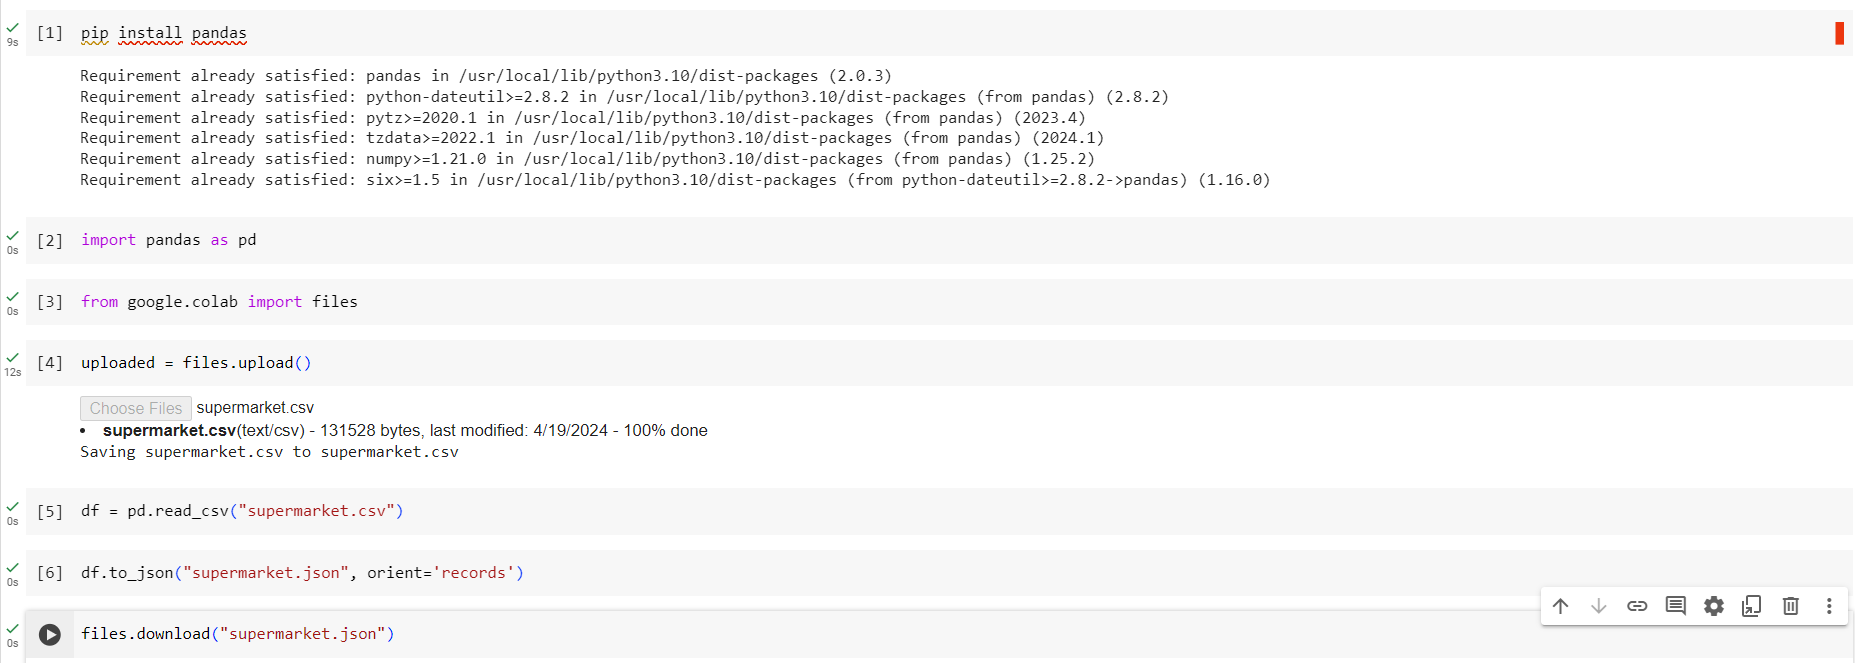 [1] pip install pandas
9s
Requirement already satisfied: pandas in /usr/local/lib/python3.10/dist-packages (2.0.3)
Requirement already satisfied: python-dateutil>=2.8.2 in /usr/local/lib/python3.10/dist-packages (from pandas) (2.8.2)
Requirement already satisfied: pytz>=2020.1 in /usr/local/lib/python3.10/dist-packages (from pandas) (2023.4)
Requirement already satisfied: tzdata>=2022.1 in /usr/local/lib/python3.10/dist-packages (from pandas) (2024.1)
Requirement already satisfied: numpy>=1.21.0 in /usr/local/lib/python3.10/dist-packages (from pandas) (1.25.2)
Requirement already satisfied: six>=1.5 in /usr/local/lib/python3.10/dist-packages (from python-dateutil>=2.8.2->pandas) (1.16.0)
[2] import pandas as pd
0s
[3] from google.colab import files
0s
[4] uploaded = files.upload()
12s
Choose Files supermarket.csv
• supermarket.csv(text/csv) - 131528 bytes, last modified: 4/19/2024 - 100% done
Saving supermarket.csv to supermarket.csv
[5] df = pd.read_csv("supermarket.csv")
0s
[6] df.to_json("supermarket.json", orient='records')
0s
files.download("supermarket.json")
0s